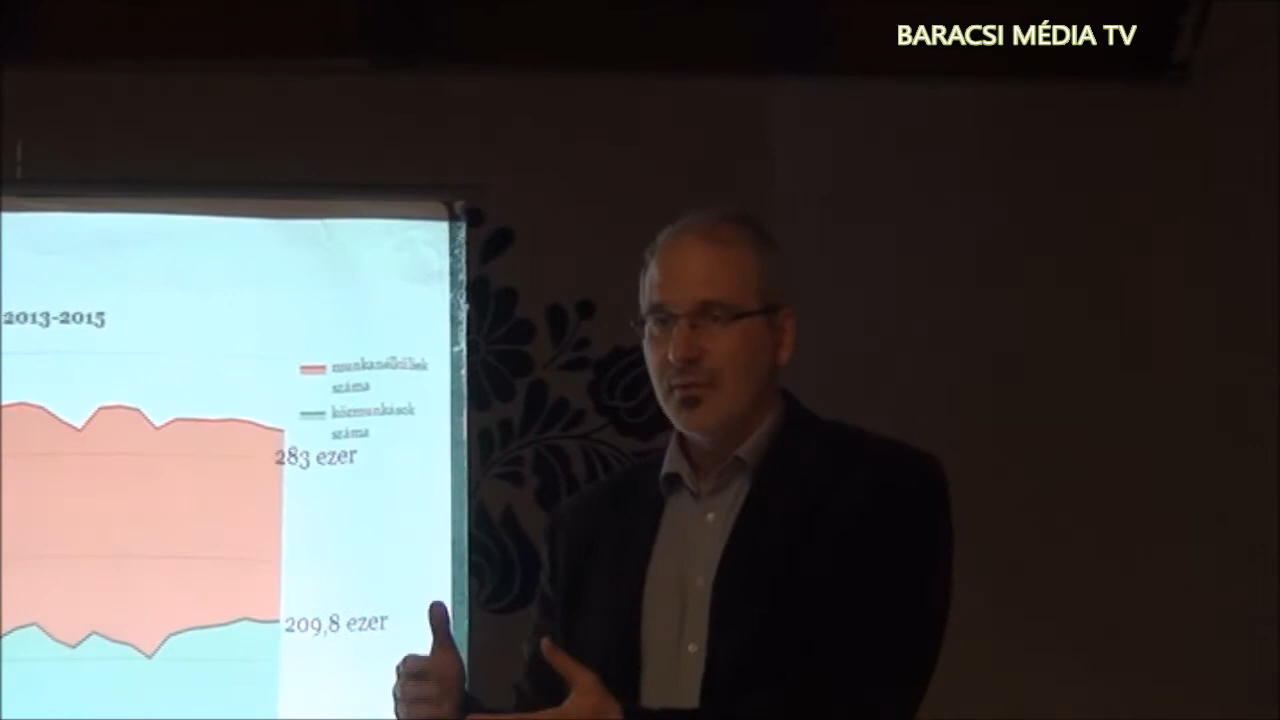 BARACSI MÉDIA TV
2013-2015
munkanélküliek
száma
közmunkások
száma
283 ezer
209,8 ezer